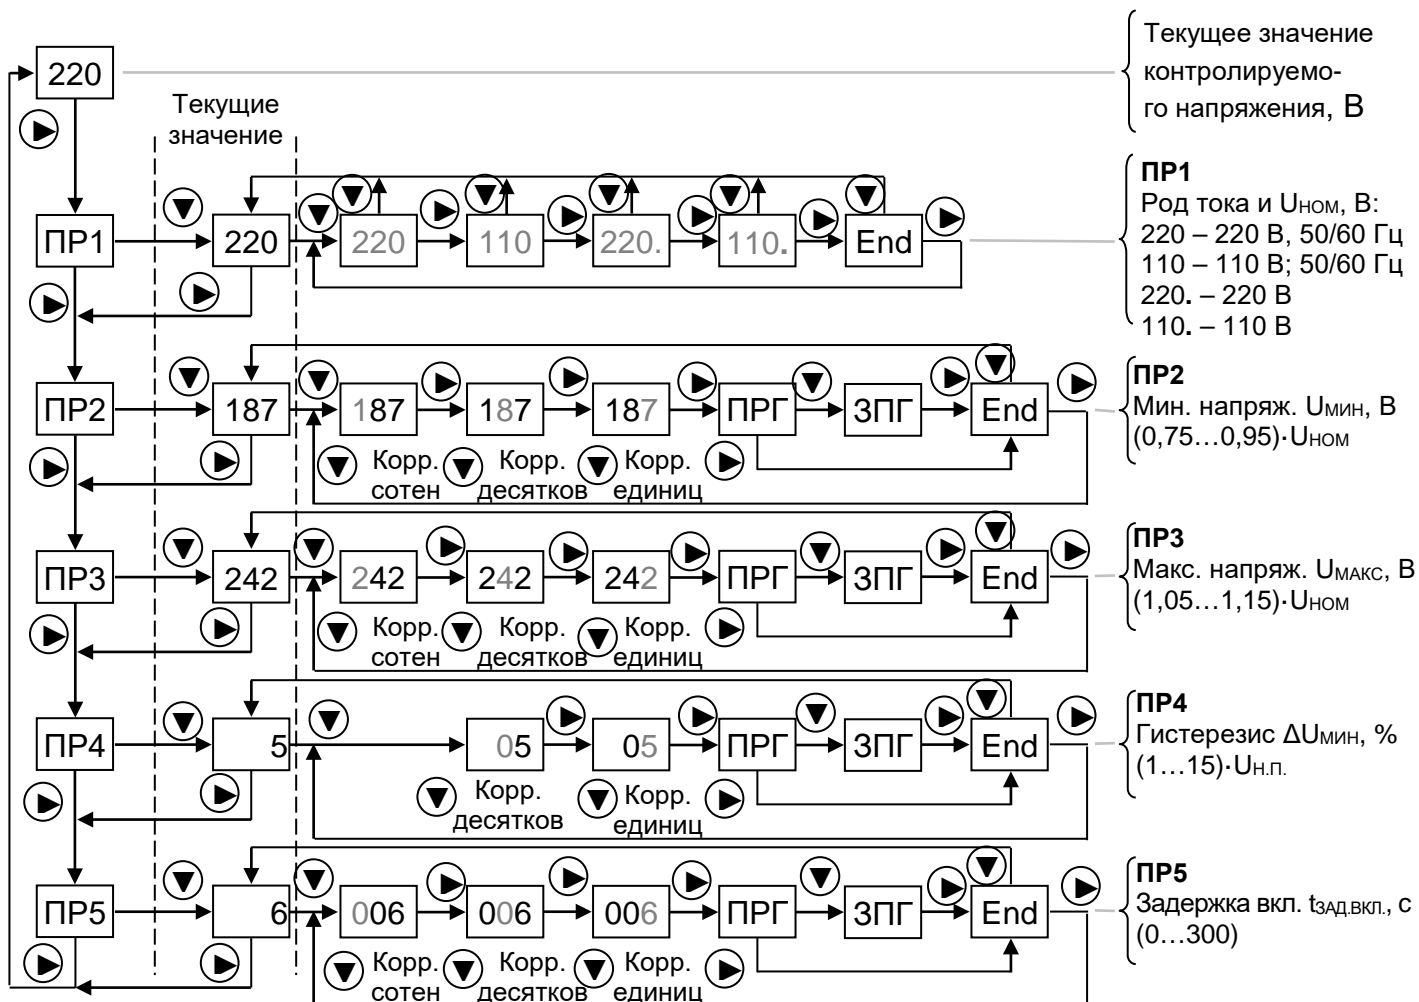 220
Текущее значение
контролируемо-
го напряжения, В
Текущие
значение
ПР1
220
220
110
220.
110.
End
ПР1
Род тока и UНОМ, В:
220 – 220 В, 50/60 Гц
110 – 110 В; 50/60 Гц
220. – 220 В
110. – 110 В
ПР2
187
187
187
187
ПРГ
ЗПГ
End
Корр.
сотен
Корр.
десятков
Корр.
единиц
ПР2
Мин. напряж. UМИН, В
(0,75...0,95)·UНОМ
ПР3
242
242
242
242
ПРГ
ЗПГ
End
Корр.
сотен
Корр.
десятков
Корр.
единиц
ПР3
Макс. напряж. UМАКС, В
(1,05...1,15)·UНОМ
ПР4
5
05
05
ПРГ
ЗПГ
End
Корр.
десятков
Корр.
единиц
ПР4
Гистерезис ΔUМИН, %
(1...15)·UН.П.
ПР5
6
006
006
006
ПРГ
ЗПГ
End
Корр.
сотен
Корр.
десятков
Корр.
единиц
ПР5
Задержка вкл. tЗАД.ВКЛ., с
(0...300)